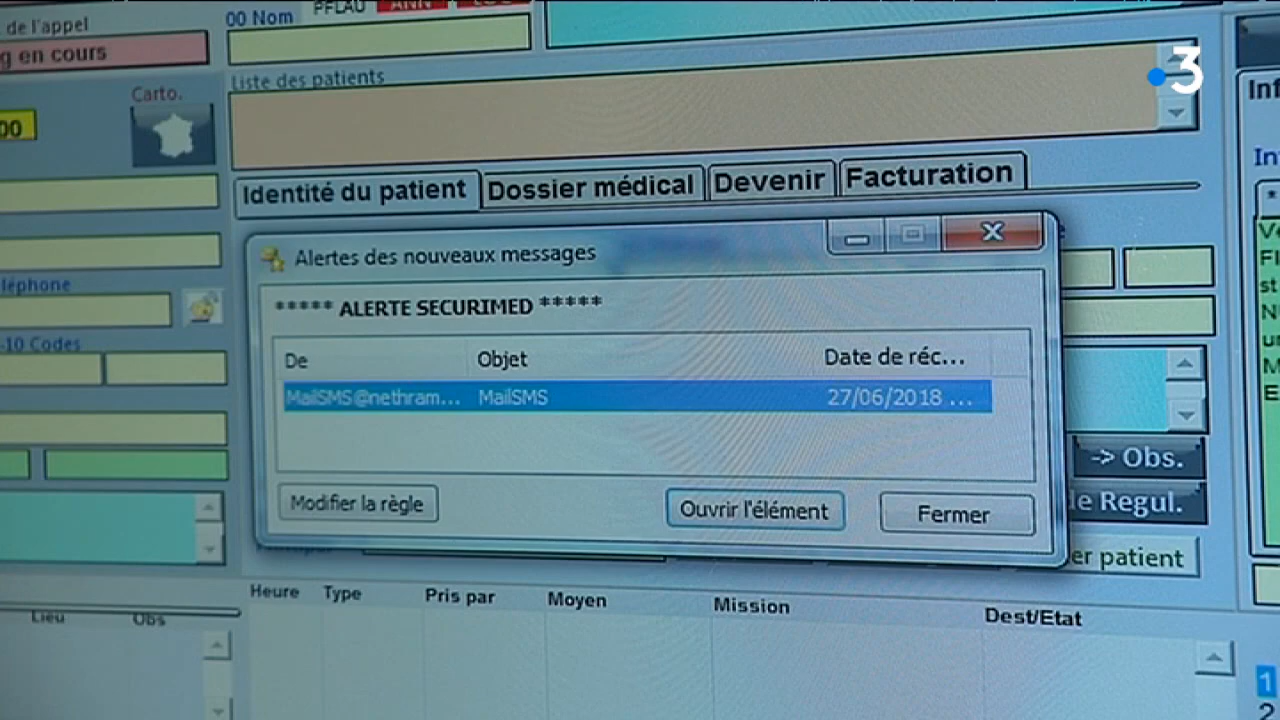 de l'appel
00 Nom
PFLAU
ANN
g en cours
3
Liste des patients
Carto.
00
Inf
Identité du patient
Dossier médical
Devenir
Facturation
Alertes des nouveaux messages
***** ALERTE SECURIMED *****
De Objet Date de réc...
MailSMS@nethram... MailSMS 27/06/2018 ...
léphone
-10 Codes
-> Obs.
Modifier la règle
Ouvrir l'élément
Fermer
le Regul.
er patient
Heure Type Pris par Moyen Mission Dest/Etat
Lieu Obs
1
2